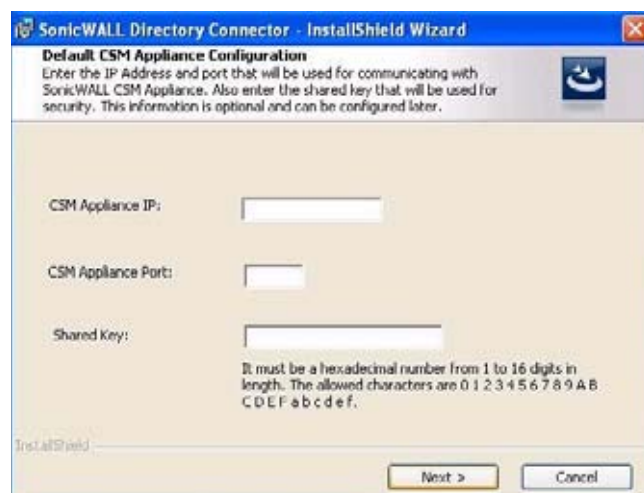 SonicWALL Directory Connector - InstallShield Wizard
Default CSM Appliance Configuration
Enter the IP Address and port that will be used for communicating with
SonicWALL CSM Appliance. Also enter the shared key that will be used for
security. This information is optional and can be configured later.
CSM Appliance IP:
CSM Appliance Port:
Shared Key:
It must be a hexadecimal number from 1 to 16 digits in
length. The allowed characters are 0 1 2 3 4 5 6 7 8 9 A B
C D E F a b c d e f.
InstallShield
Next >
Cancel